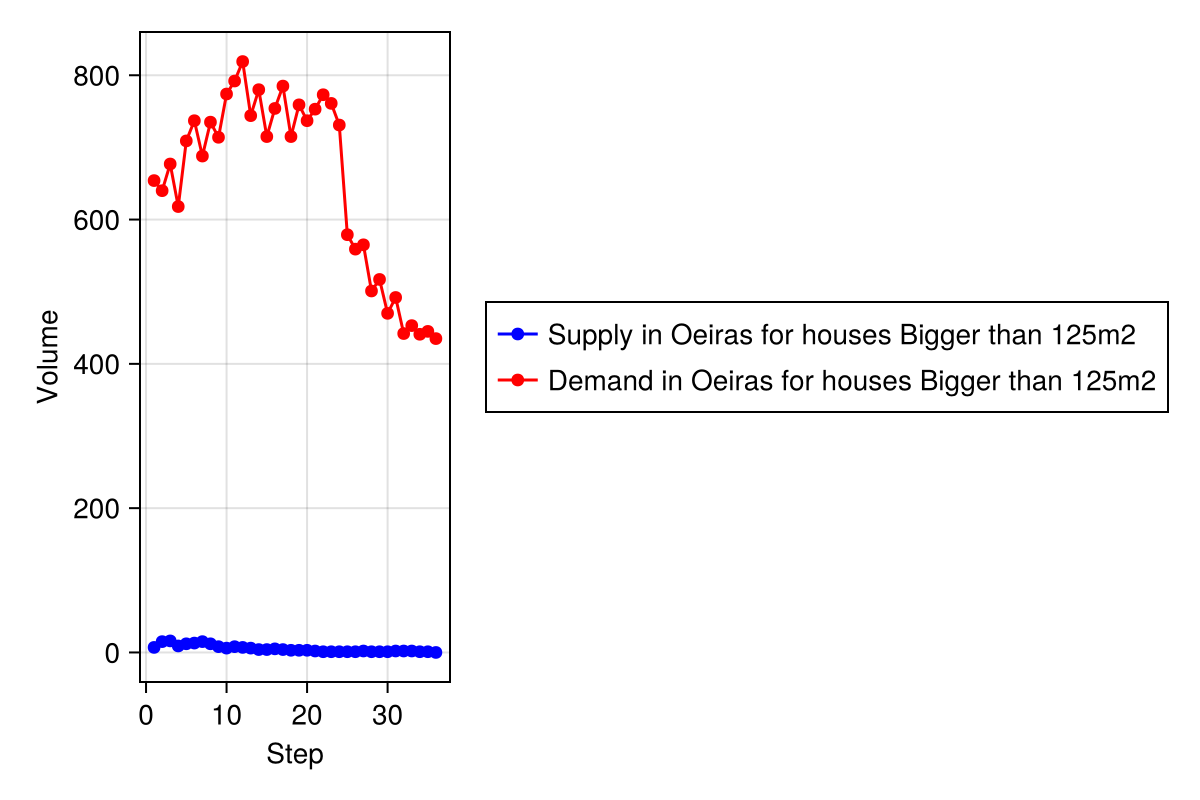 800
600
400
200
0
Volume
0 10 20 30
Step
Supply in Oeiras for houses Bigger than 125m2
Demand in Oeiras for houses Bigger than 125m2